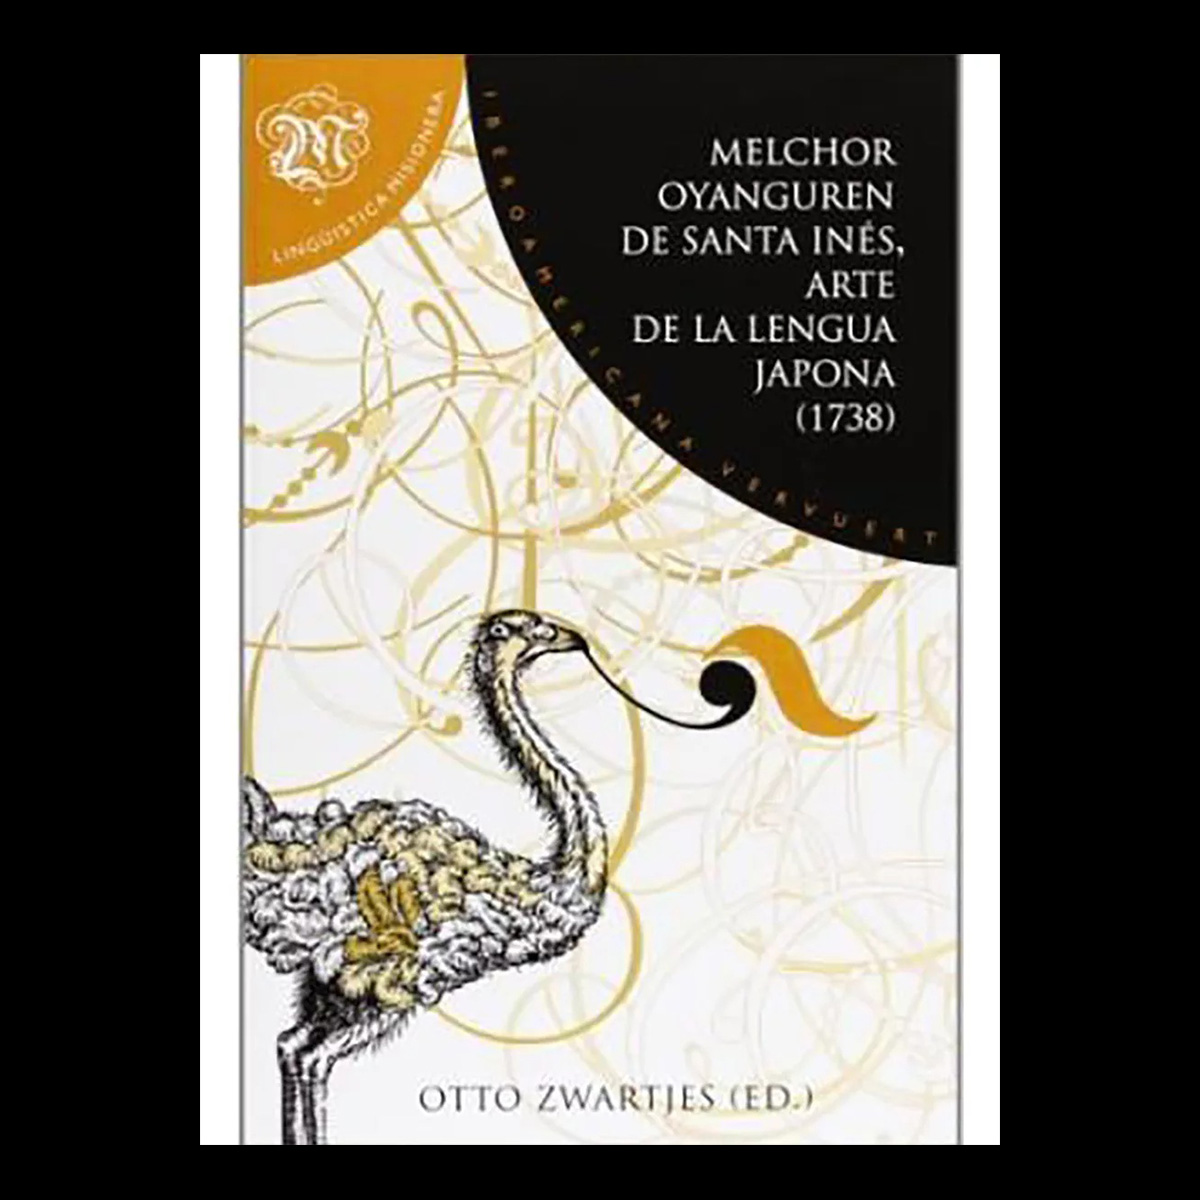 LINGÜÍSTICA MISIONERA
IBEROAMERICANA VERVUERT
MELCHOR
OYANGUREN
DE SANTA INÉS,
ARTE
DE LA LENGUA
JAPONA
(1738)
OTTO ZWARTJES (ED.)